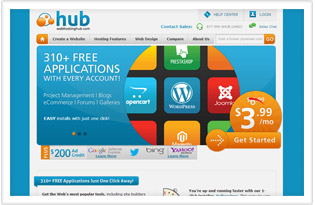 hub
webhostinghub.com
HELP CENTER
LOGIN
Contact Sales:
Sales Chat
Create a Website
Hosting Features
Web Design
Compare
About Us
GO
310+ FREE
APPLICATIONS
WITH EVERY ACCOUNT!
Project Management | Blogs
eCommerce | Forums | Galleries
EASY installs with just one click!
PRESTASHOP
opencart
WORDPRESS
Joomla
Magento
$3.99
/mo
Get Started
PLUS
$200 Ad
Credits
Google
Learn More
YAHOO!
bing
Learn More
310+ FREE Applications Just One Click Away!
Get the Web's most popular tools, including site builders
You're up and running faster with our 1-